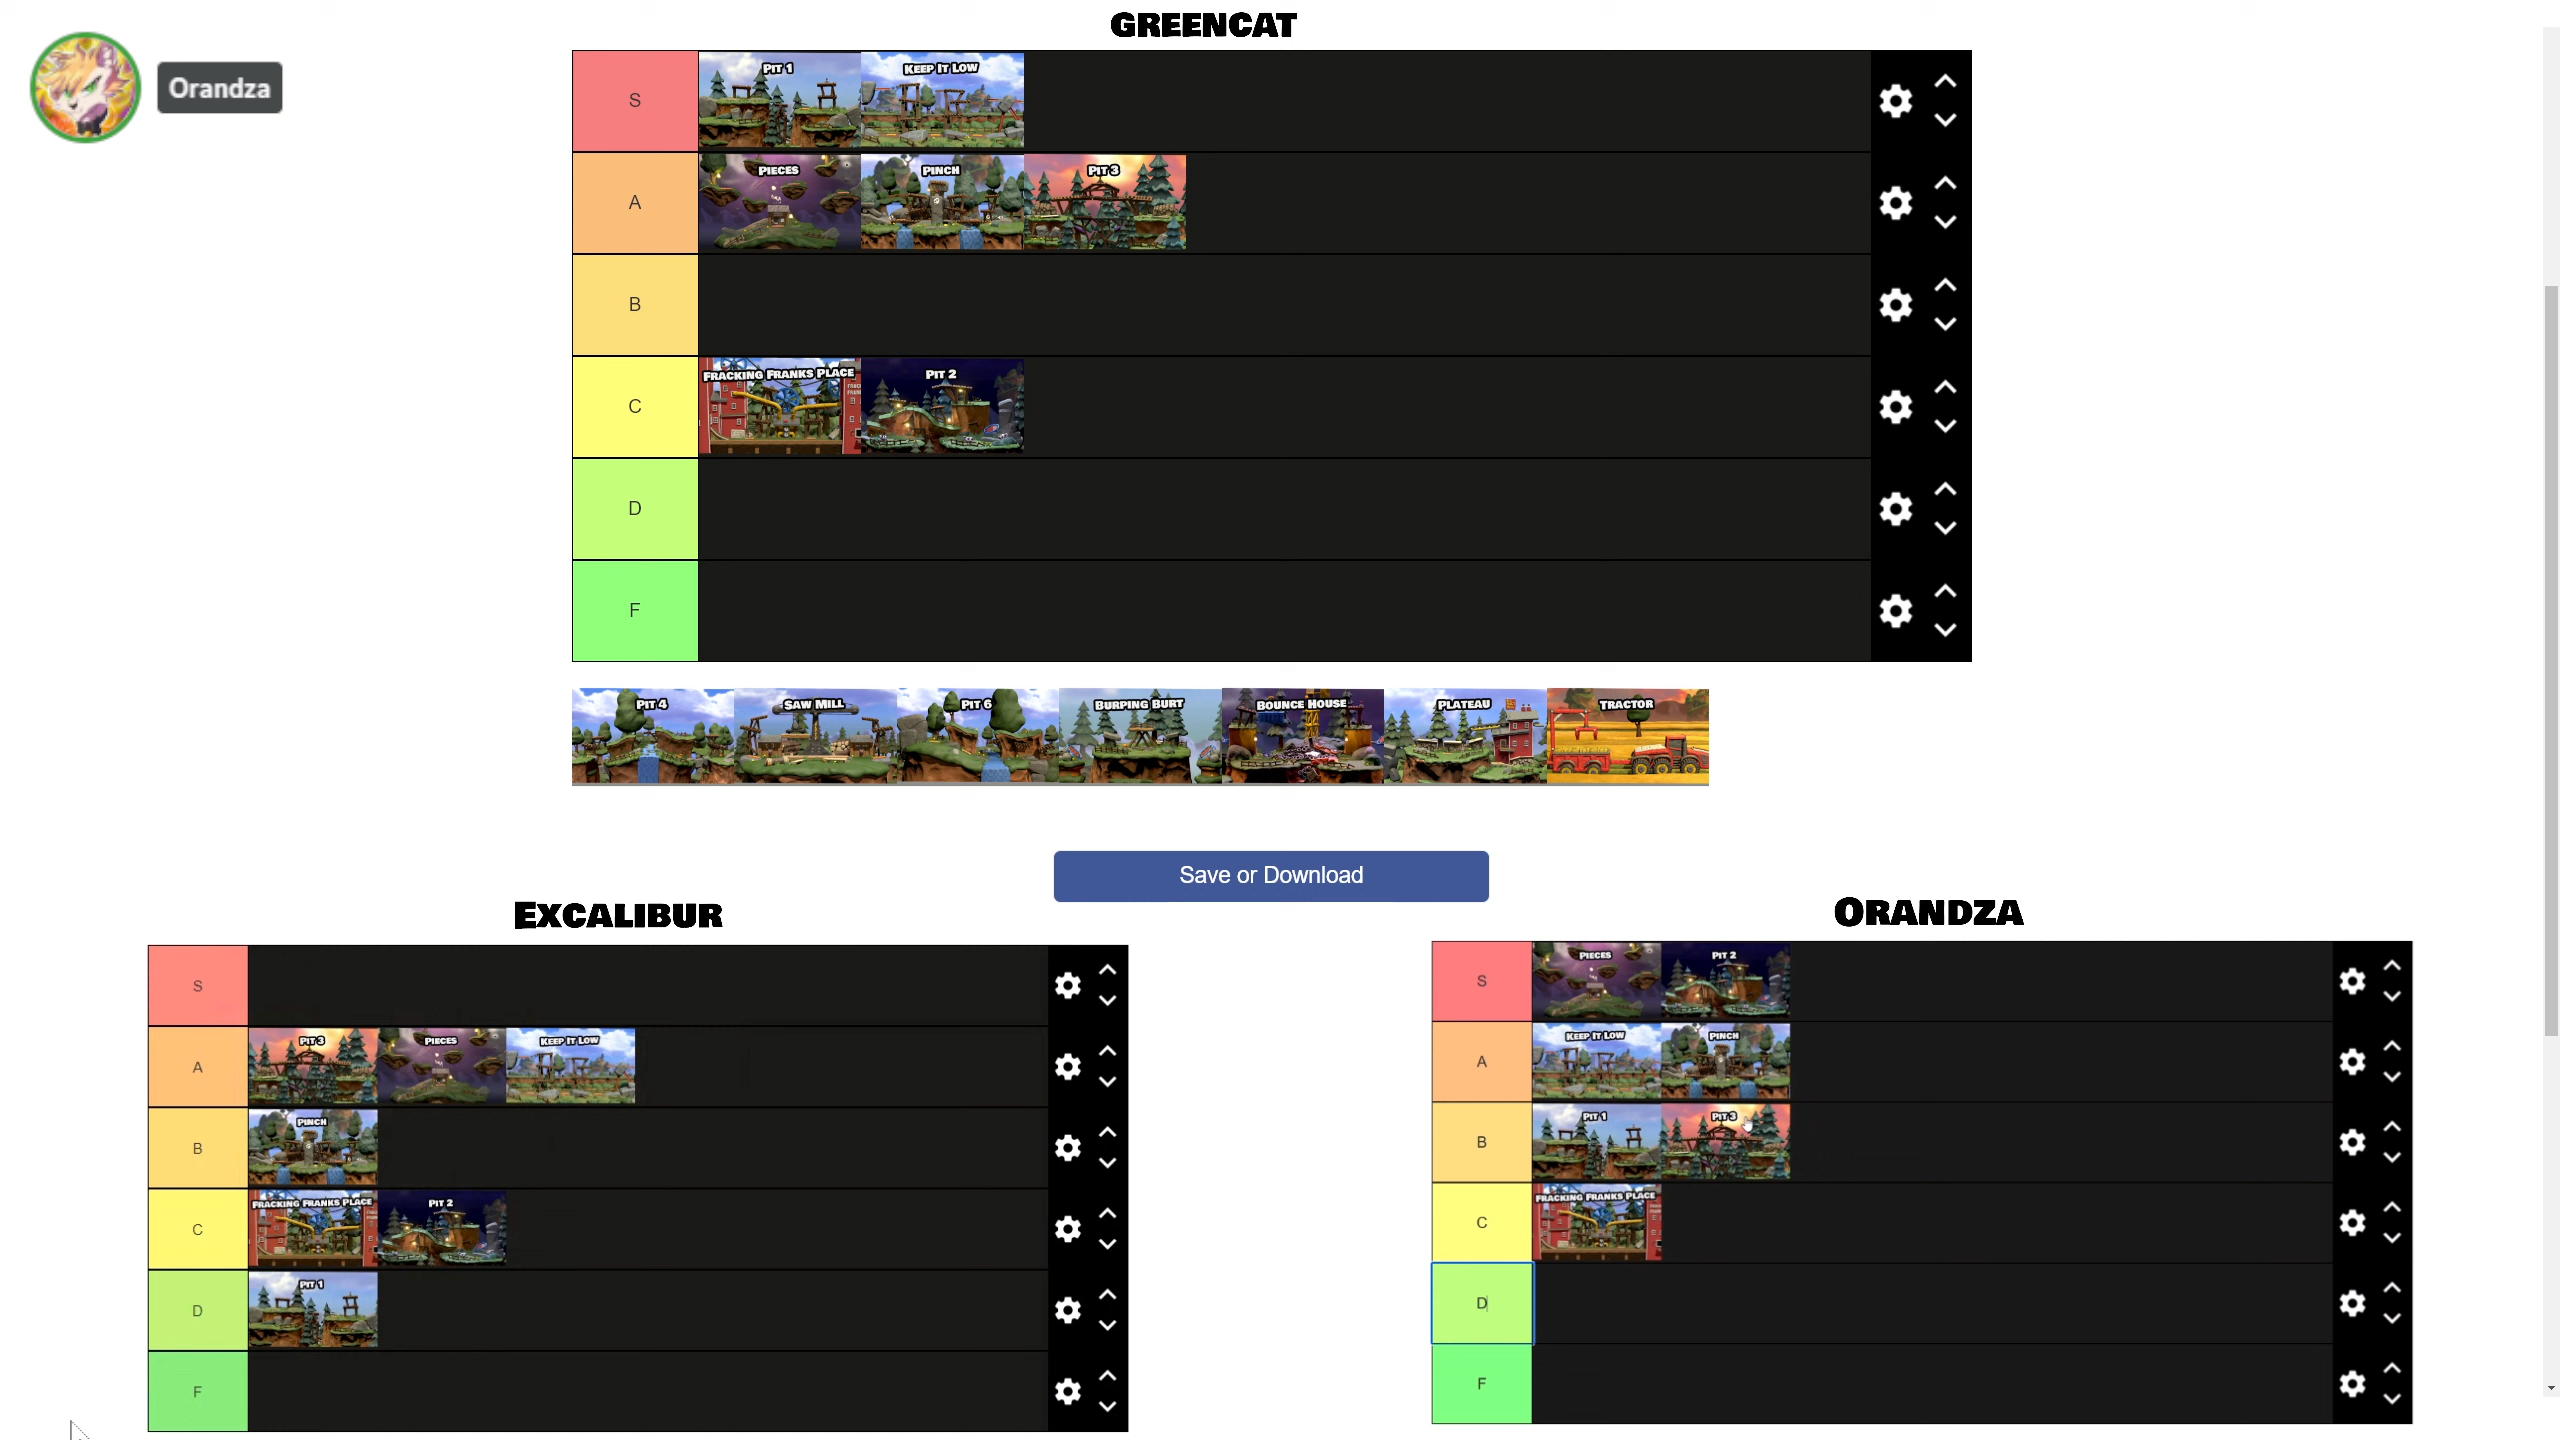 GREENCAT
Orandza
S
PIT 1
KEEP IT LOW
A
PIECES
PINCH
PIT 3
B
C
FRACKING FRANKS PLACE
PIT 2
D
F
PIT 4
SAW MILL
PIT 6
BURPING BURT
BOUNCE HOUSE
PLATEAU
TRACTOR
Save or Download
EXCALIBUR
S
A
PIT 3
PIECES
KEEP IT LOW
B
PINCH
C
FRACKING FRANKS PLACE
PIT 2
D
PIT 1
F
ORANDZA
S
PIECES
PIT 2
A
KEEP IT LOW
PINCH
B
PIT 1
PIT 3
C
FRACKING FRANKS PLACE
D
F